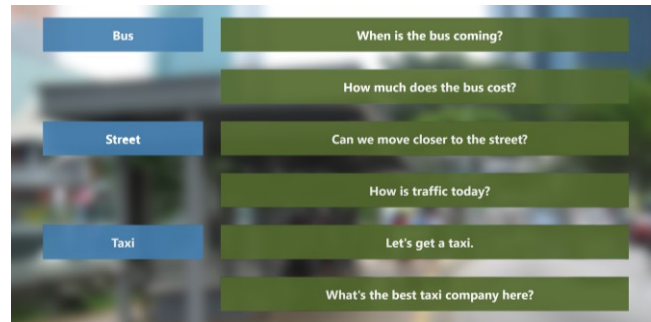 Bus
When is the bus coming?
How much does the bus cost?
Street
Can we move closer to the street?
How is traffic today?
Taxi
Let's get a taxi.
What's the best taxi company here?